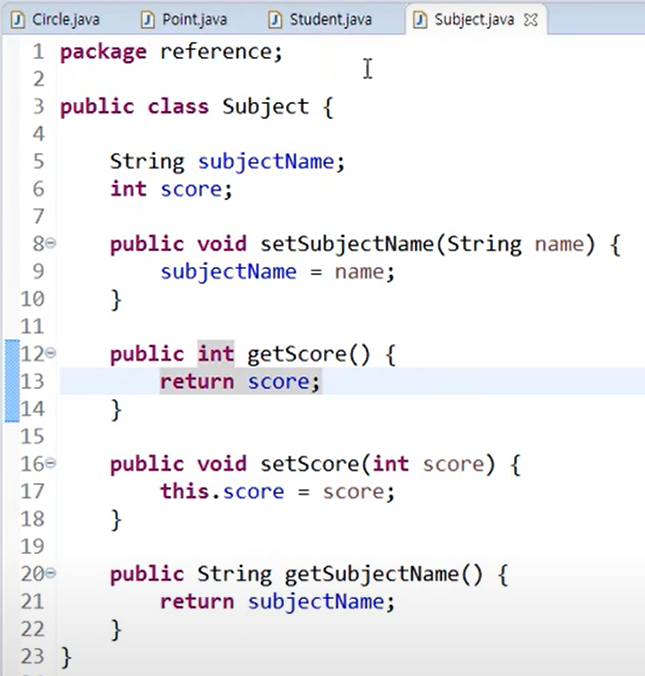 Circle.java Point.java Student.java Subject.java
1 package reference;
2
3 public class Subject {
4
5     String subjectName;
6     int score;
7
8     public void setSubjectName(String name) {
9         subjectName = name;
10     }
11
12     public int getScore() {
13         return score;
14     }
15
16     public void setScore(int score) {
17         this.score = score;
18     }
19
20     public String getSubjectName() {
21         return subjectName;
22     }
23 }